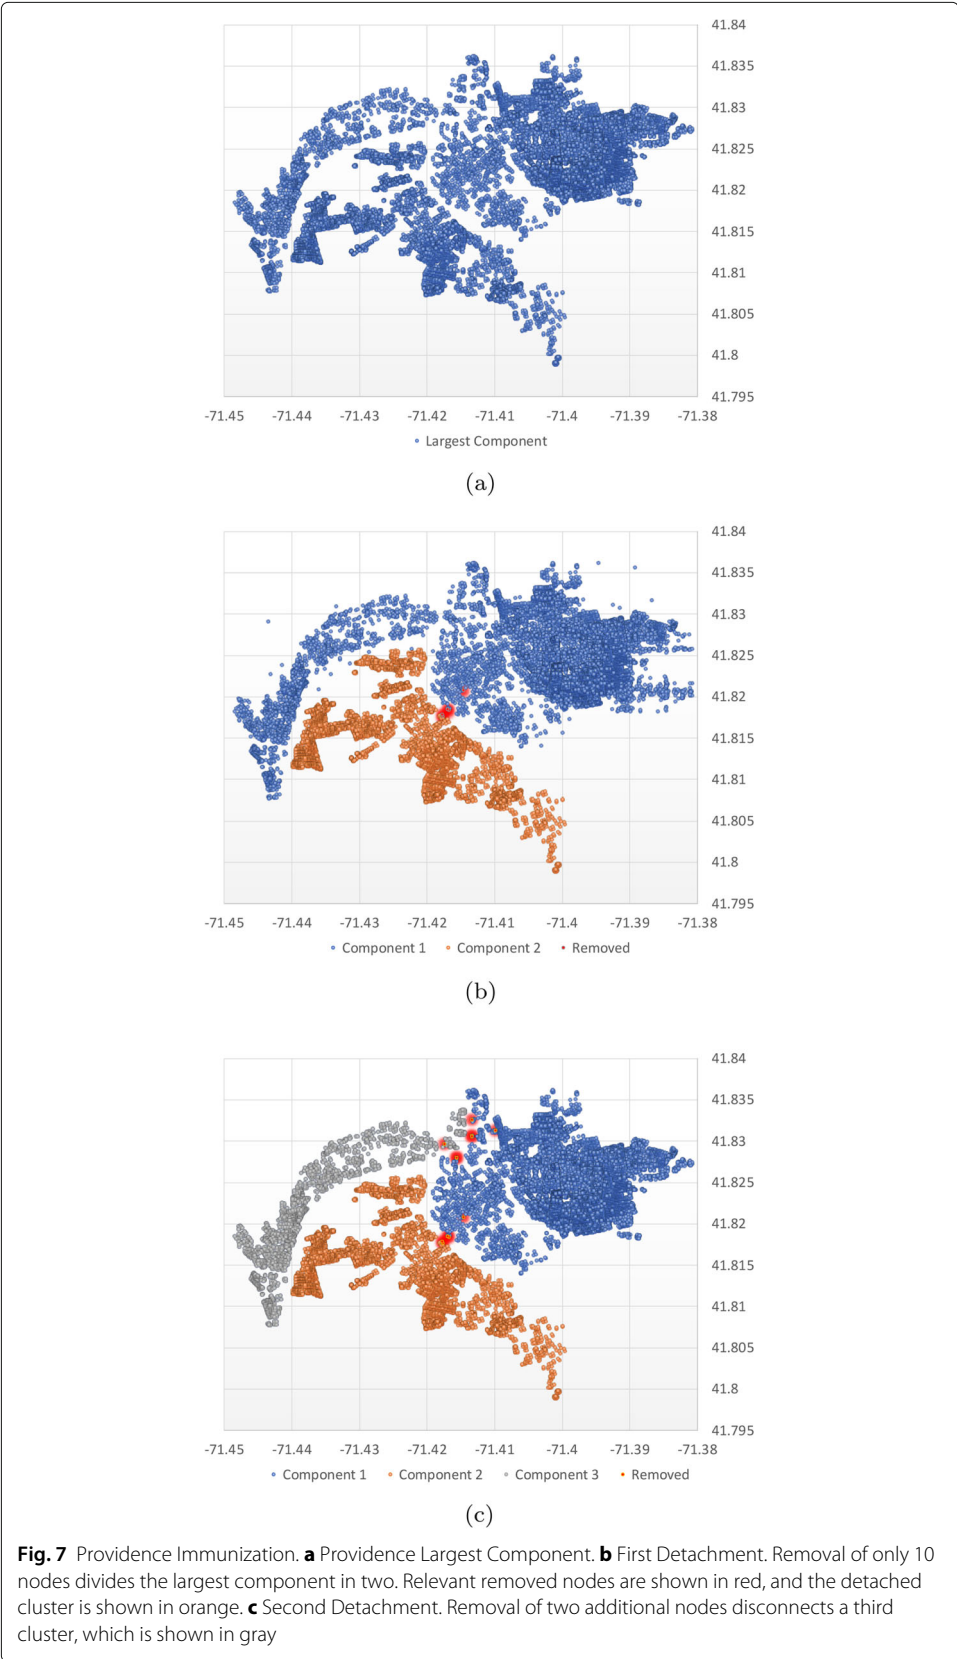 41.84
41.835
41.83
41.825
41.82
41.815
41.81
41.805
41.8
41.795
-71.45 -71.44 -71.43 -71.42 -71.41 -71.4 -71.39 -71.38
Largest Component
(a)
41.84
41.835
41.83
41.825
41.82
41.815
41.81
41.805
41.8
41.795
-71.45 -71.44 -71.43 -71.42 -71.41 -71.4 -71.39 -71.38
Component 1 Component 2 Removed
(b)
41.84
41.835
41.83
41.825
41.82
41.815
41.81
41.805
41.8
41.795
-71.45 -71.44 -71.43 -71.42 -71.41 -71.4 -71.39 -71.38
Component 1 Component 2 Component 3 Removed
(c)
Fig. 7 Providence Immunization. a Providence Largest Component. b First Detachment. Removal of only 10
nodes divides the largest component in two. Relevant removed nodes are shown in red, and the detached
cluster is shown in orange. c Second Detachment. Removal of two additional nodes disconnects a third
cluster, which is shown in gray